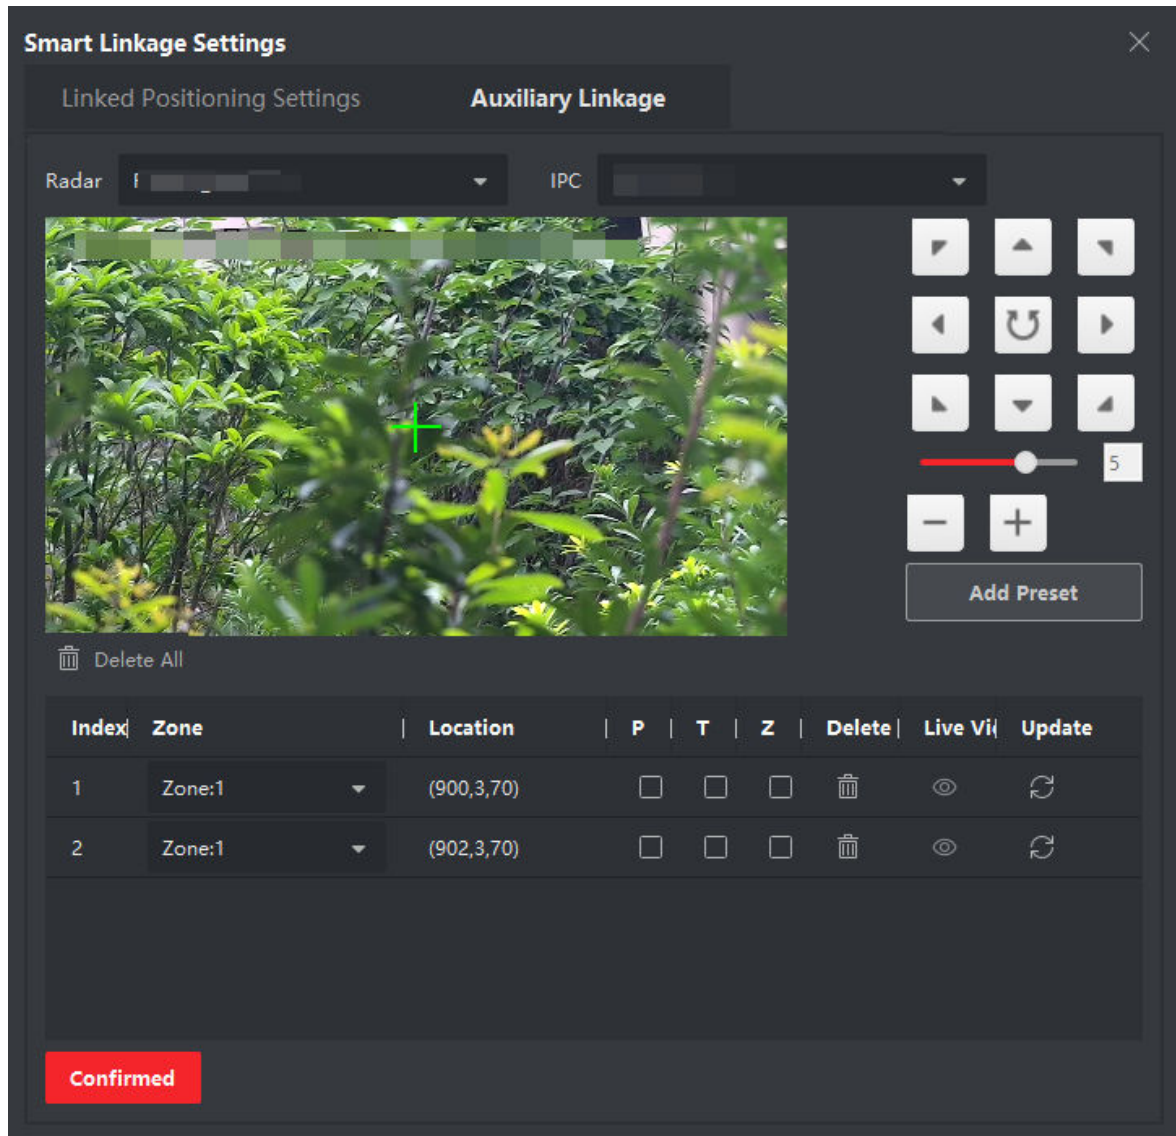 Smart Linkage Settings
Linked Positioning Settings Auxiliary Linkage
Radar IPC
5
Add Preset
Delete All
Index Zone Location P T Z Delete Live Vi Update
1 Zone:1 (900,3,70)
2 Zone:1 (902,3,70)
Confirmed